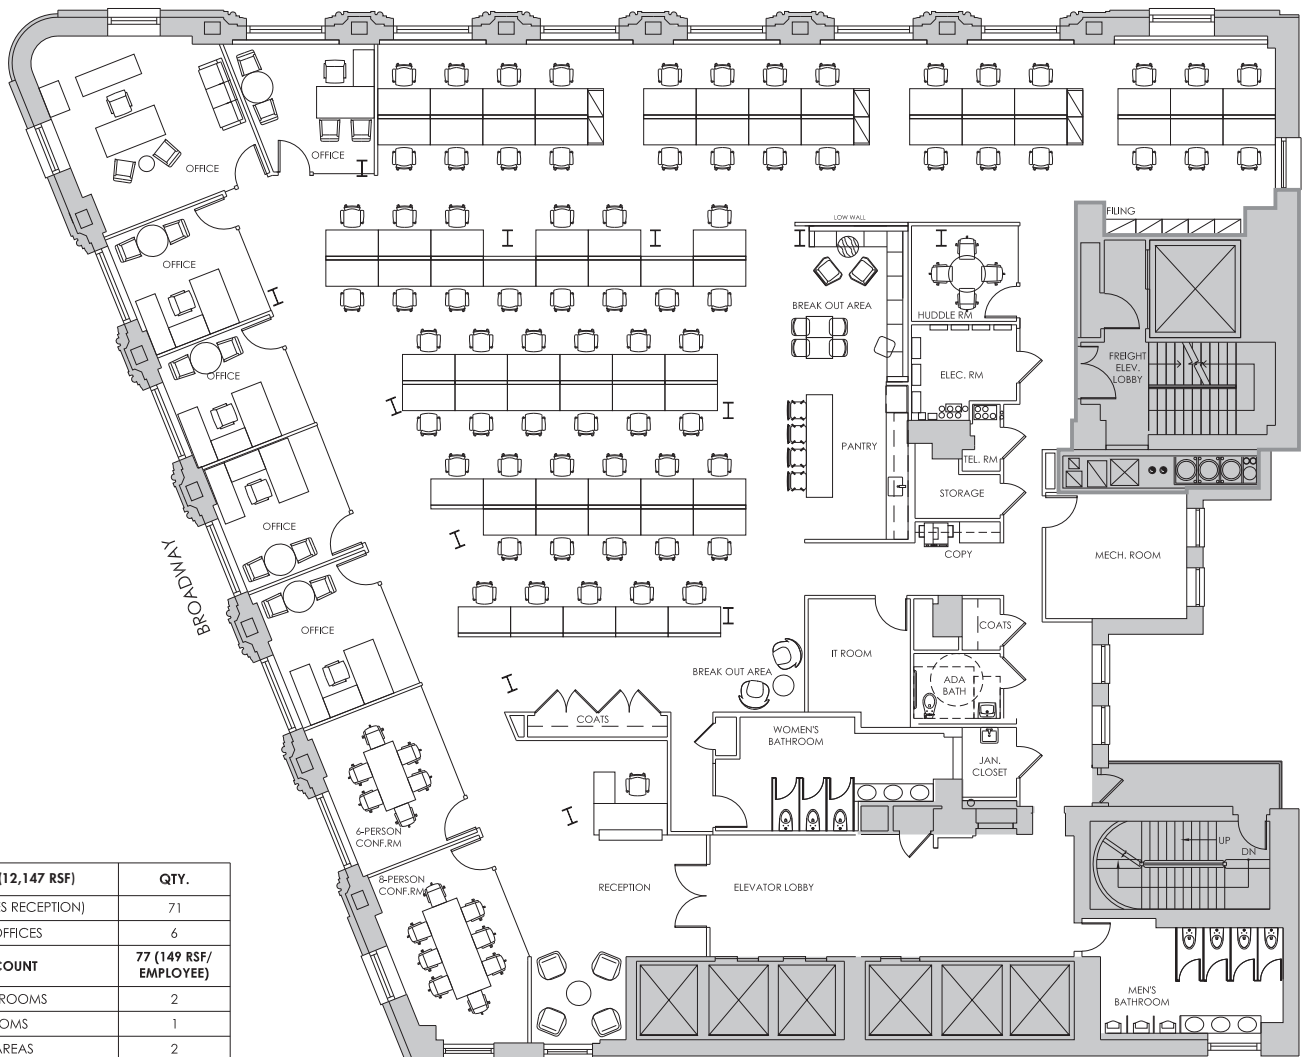 OFFICE
OFFICE
LOW WALL
FILING
OFFICE
BREAK OUT AREA
HUDDLE RM
FREIGHT
ELEV.
LOBBY
OFFICE
ELEC. RM
PANTRY
TEL. RM
STORAGE
OFFICE
COPY
MECH. ROOM
BROADWAY
OFFICE
COATS
IT ROOM
BREAK OUT AREA
ADA
BATH
COATS
WOMEN'S
BATHROOM
JAN.
CLOSET
6-PERSON
CONF.RM
UP
DN
8-PERSON
CONF.RM
RECEPTION
ELEVATOR LOBBY
MEN'S
BATHROOM
(12,147 RSF) QTY.
ES RECEPTION) 71
OFFICES 6
COUNT 77 (149 RSF/
EMPLOYEE)
ROOMS 2
OMS 1
AREAS 2